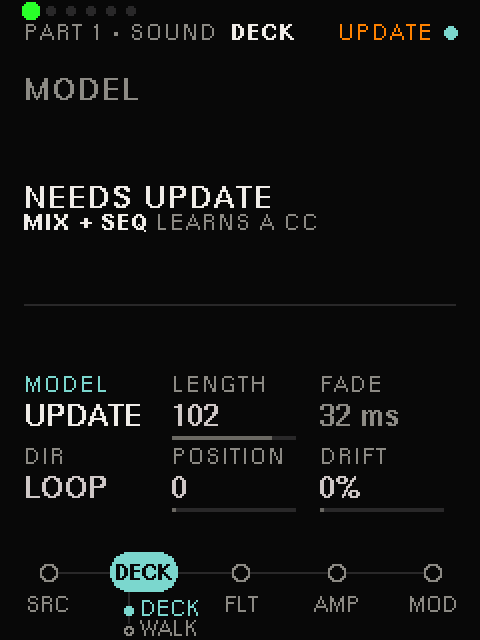 PART 1 · SOUND DECK UPDATE
MODEL
NEEDS UPDATE
MIX + SEQ LEARNS A CC
MODEL LENGTH FADE
UPDATE 102 32 ms
DIR POSITION DRIFT
LOOP 0 0%
DECK
SRC DECK FLT AMP MOD
WALK